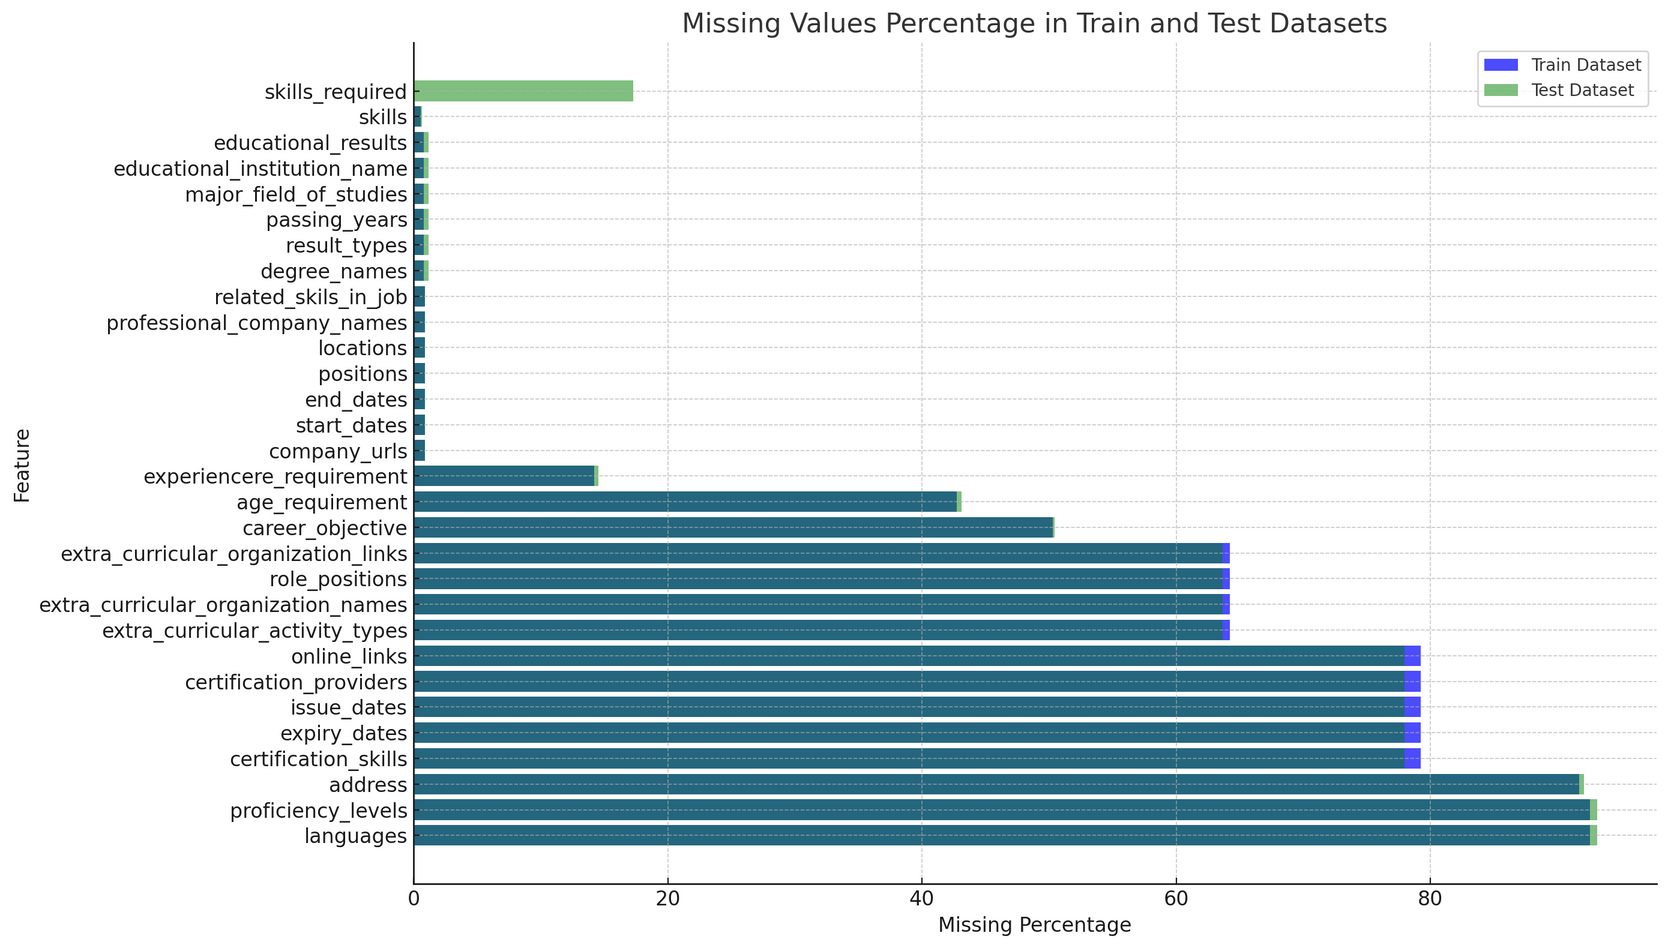 Missing Values Percentage in Train and Test Datasets
Train Dataset
Test Dataset
Feature
skills_required
skills
educational_results
educational_institution_name
major_field_of_studies
passing_years
result_types
degree_names
related_skils_in_job
professional_company_names
locations
positions
end_dates
start_dates
company_urls
experiencere_requirement
age_requirement
career_objective
extra_curricular_organization_links
role_positions
extra_curricular_organization_names
extra_curricular_activity_types
online_links
certification_providers
issue_dates
expiry_dates
certification_skills
address
proficiency_levels
languages
0 20 40 60 80
Missing Percentage